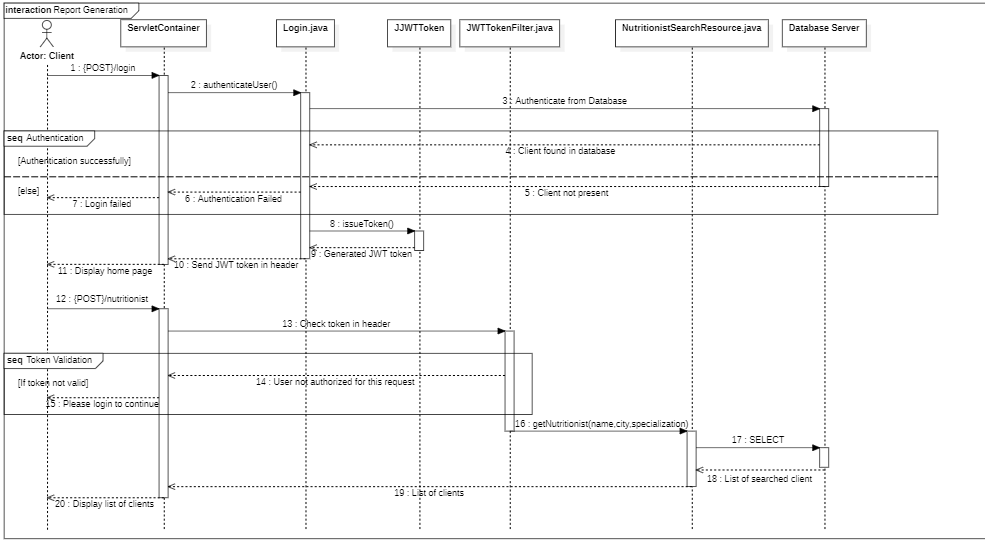 interaction Report Generation
ServletContainer
Login.java
JJWTToken
JWTTokenFilter.java
NutritionistSearchResource.java
Database Server
Actor: Client
1 : {POST}/login
2 : authenticateUser()
3 : Authenticate from Database
seq Authentication
4 : Client found in database
[Authentication successfully]
[else]
5 : Client not present
6 : Authentication Failed
7 : Login failed
8 : issueToken()
9 : Generated JWT token
10 : Send JWT token in header
11 : Display home page
12 : {POST}/nutritionist
13 : Check token in header
seq Token Validation
[If token not valid]
14 : User not authorized for this request
15 : Please login to continue
16 : getNutritionist(name,city,specialization)
17 : SELECT
18 : List of searched client
19 : List of clients
20 : Display list of clients